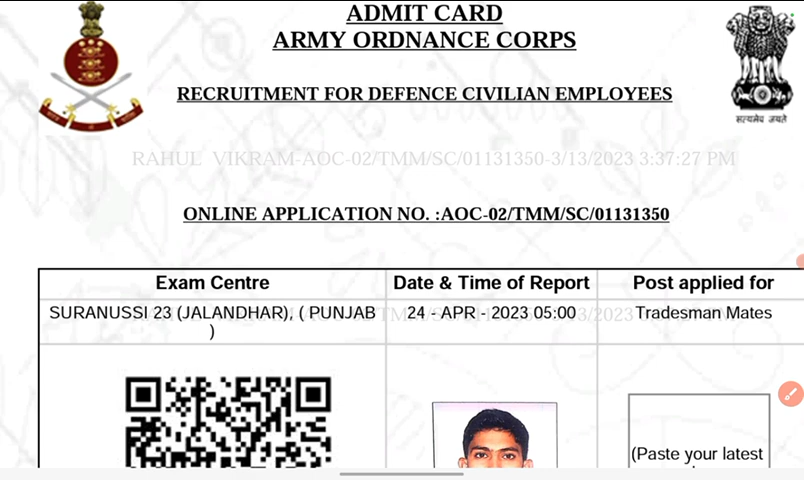 ADMIT CARD
ARMY ORDNANCE CORPS
RECRUITMENT FOR DEFENCE CIVILIAN EMPLOYEES
सत्यमेव जयते
RAHUL VIKRAM-AOC-02/TMM/SC/01131350-3/13/2023 3:37:27 PM
ONLINE APPLICATION NO. :AOC-02/TMM/SC/01131350
Exam Centre Date & Time of Report Post applied for
SURANUSSI 23 (JALANDHAR), ( PUNJAB 24 - APR - 2023 05:00 Tradesman Mates
)
(Paste your latest